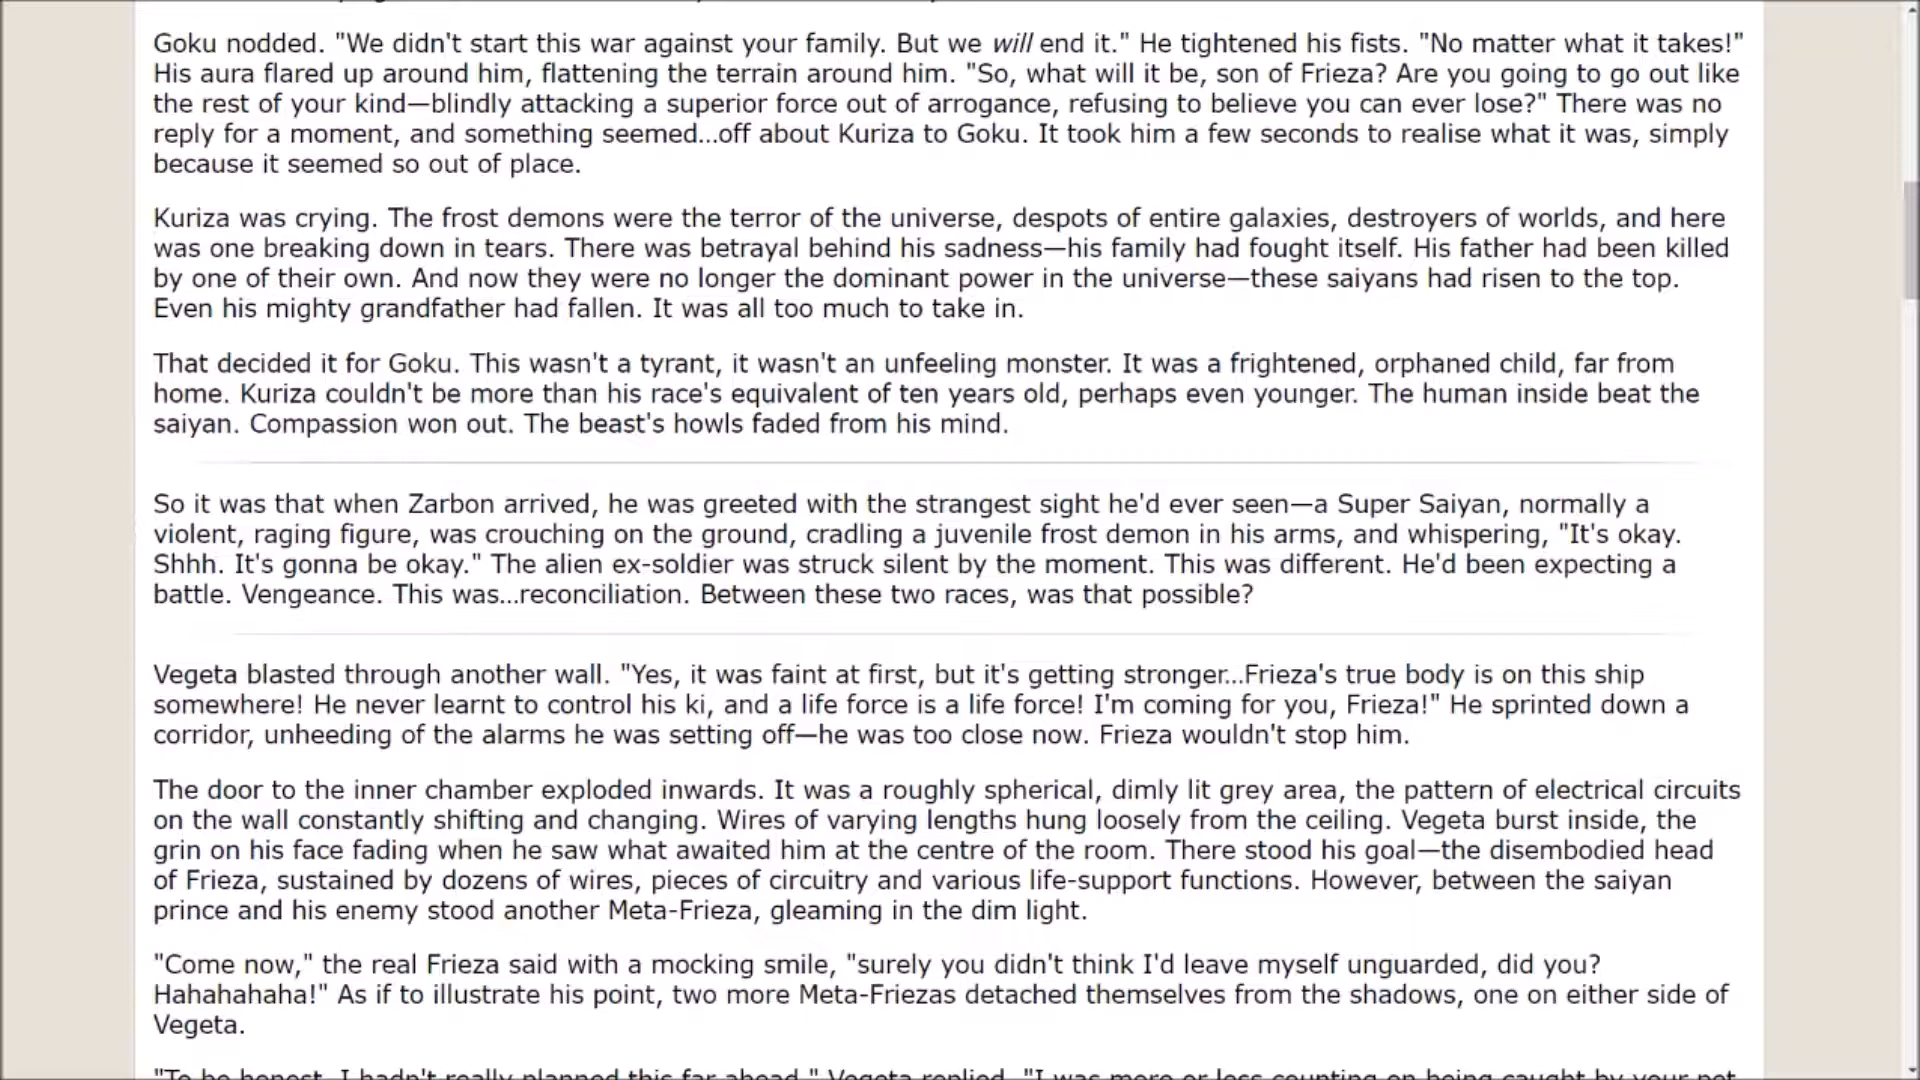 Goku nodded. "We didn't start this war against your family. But we will end it." He tightened his fists. "No matter what it takes!"
His aura flared up around him, flattening the terrain around him. "So, what will it be, son of Frieza? Are you going to go out like
the rest of your kind—blindly attacking a superior force out of arrogance, refusing to believe you can ever lose?" There was no
reply for a moment, and something seemed...off about Kuriza to Goku. It took him a few seconds to realise what it was, simply
because it seemed so out of place.
Kuriza was crying. The frost demons were the terror of the universe, despots of entire galaxies, destroyers of worlds, and here
was one breaking down in tears. There was betrayal behind his sadness—his family had fought itself. His father had been killed
by one of their own. And now they were no longer the dominant power in the universe—these saiyans had risen to the top.
Even his mighty grandfather had fallen. It was all too much to take in.
That decided it for Goku. This wasn't a tyrant, it wasn't an unfeeling monster. It was a frightened, orphaned child, far from
home. Kuriza couldn't be more than his race's equivalent of ten years old, perhaps even younger. The human inside beat the
saiyan. Compassion won out. The beast's howls faded from his mind.
So it was that when Zarbon arrived, he was greeted with the strangest sight he'd ever seen—a Super Saiyan, normally a
violent, raging figure, was crouching on the ground, cradling a juvenile frost demon in his arms, and whispering, "It's okay.
Shhh. It's gonna be okay." The alien ex-soldier was struck silent by the moment. This was different. He'd been expecting a
battle. Vengeance. This was...reconciliation. Between these two races, was that possible?
Vegeta blasted through another wall. "Yes, it was faint at first, but it's getting stronger...Frieza's true body is on this ship
somewhere! He never learnt to control his ki, and a life force is a life force! I'm coming for you, Frieza!" He sprinted down a
corridor, unheeding of the alarms he was setting off—he was too close now. Frieza wouldn't stop him.
The door to the inner chamber exploded inwards. It was a roughly spherical, dimly lit grey area, the pattern of electrical circuits
on the wall constantly shifting and changing. Wires of varying lengths hung loosely from the ceiling. Vegeta burst inside, the
grin on his face fading when he saw what awaited him at the centre of the room. There stood his goal—the disembodied head
of Frieza, sustained by dozens of wires, pieces of circuitry and various life-support functions. However, between the saiyan
prince and his enemy stood another Meta-Frieza, gleaming in the dim light.
"Come now," the real Frieza said with a mocking smile, "surely you didn't think I'd leave myself unguarded, did you?
Hahahahaha!" As if to illustrate his point, two more Meta-Friezas detached themselves from the shadows, one on either side of
Vegeta.
"To be honest, I hadn't really planned this far ahead," Vegeta replied. "I was more or less counting on being caught by your pet